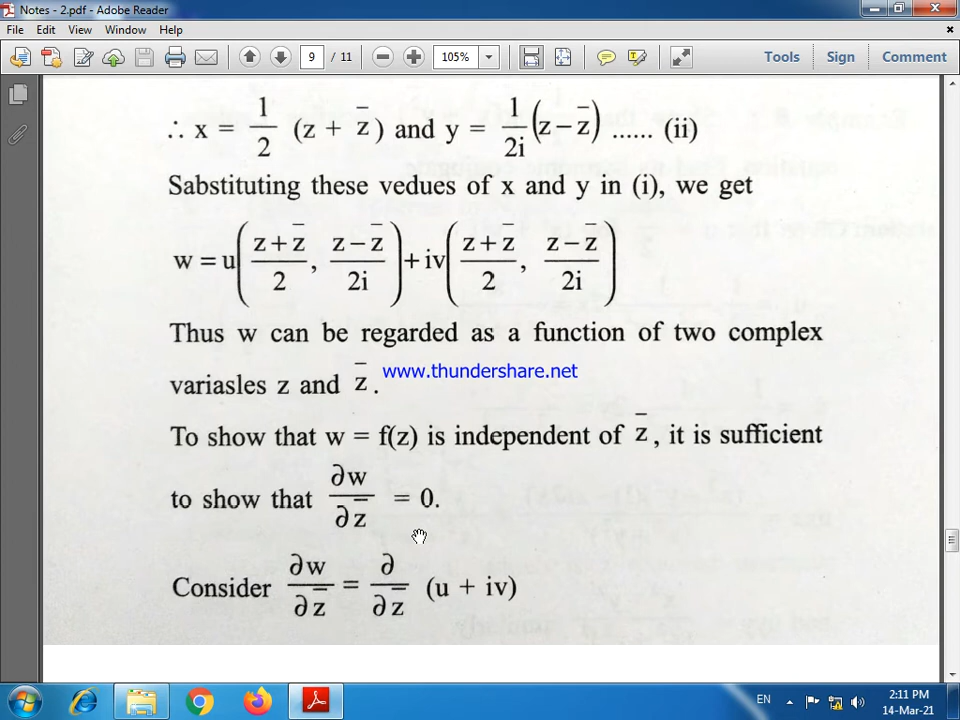 Notes - 2.pdf - Adobe Reader
File Edit View Window Help
9 / 11 105% Tools Sign Comment
∴ x = 1/2 (z + z̄) and y = 1/2i (z − z̄) ...... (ii)
Sabstituting these vedues of x and y in (i), we get
w = u( (z + z̄)/2 , (z − z̄)/2i ) + iv( (z + z̄)/2 , (z − z̄)/2i )
Thus w can be regarded as a function of two complex
www.thundershare.net
variasles z and z̄.
To show that w = f(z) is independent of z̄, it is sufficient
to show that ∂w/∂z̄ = 0.
Consider ∂w/∂z̄ = ∂/∂z̄ (u + iv)
EN 2:11 PM
14-Mar-21